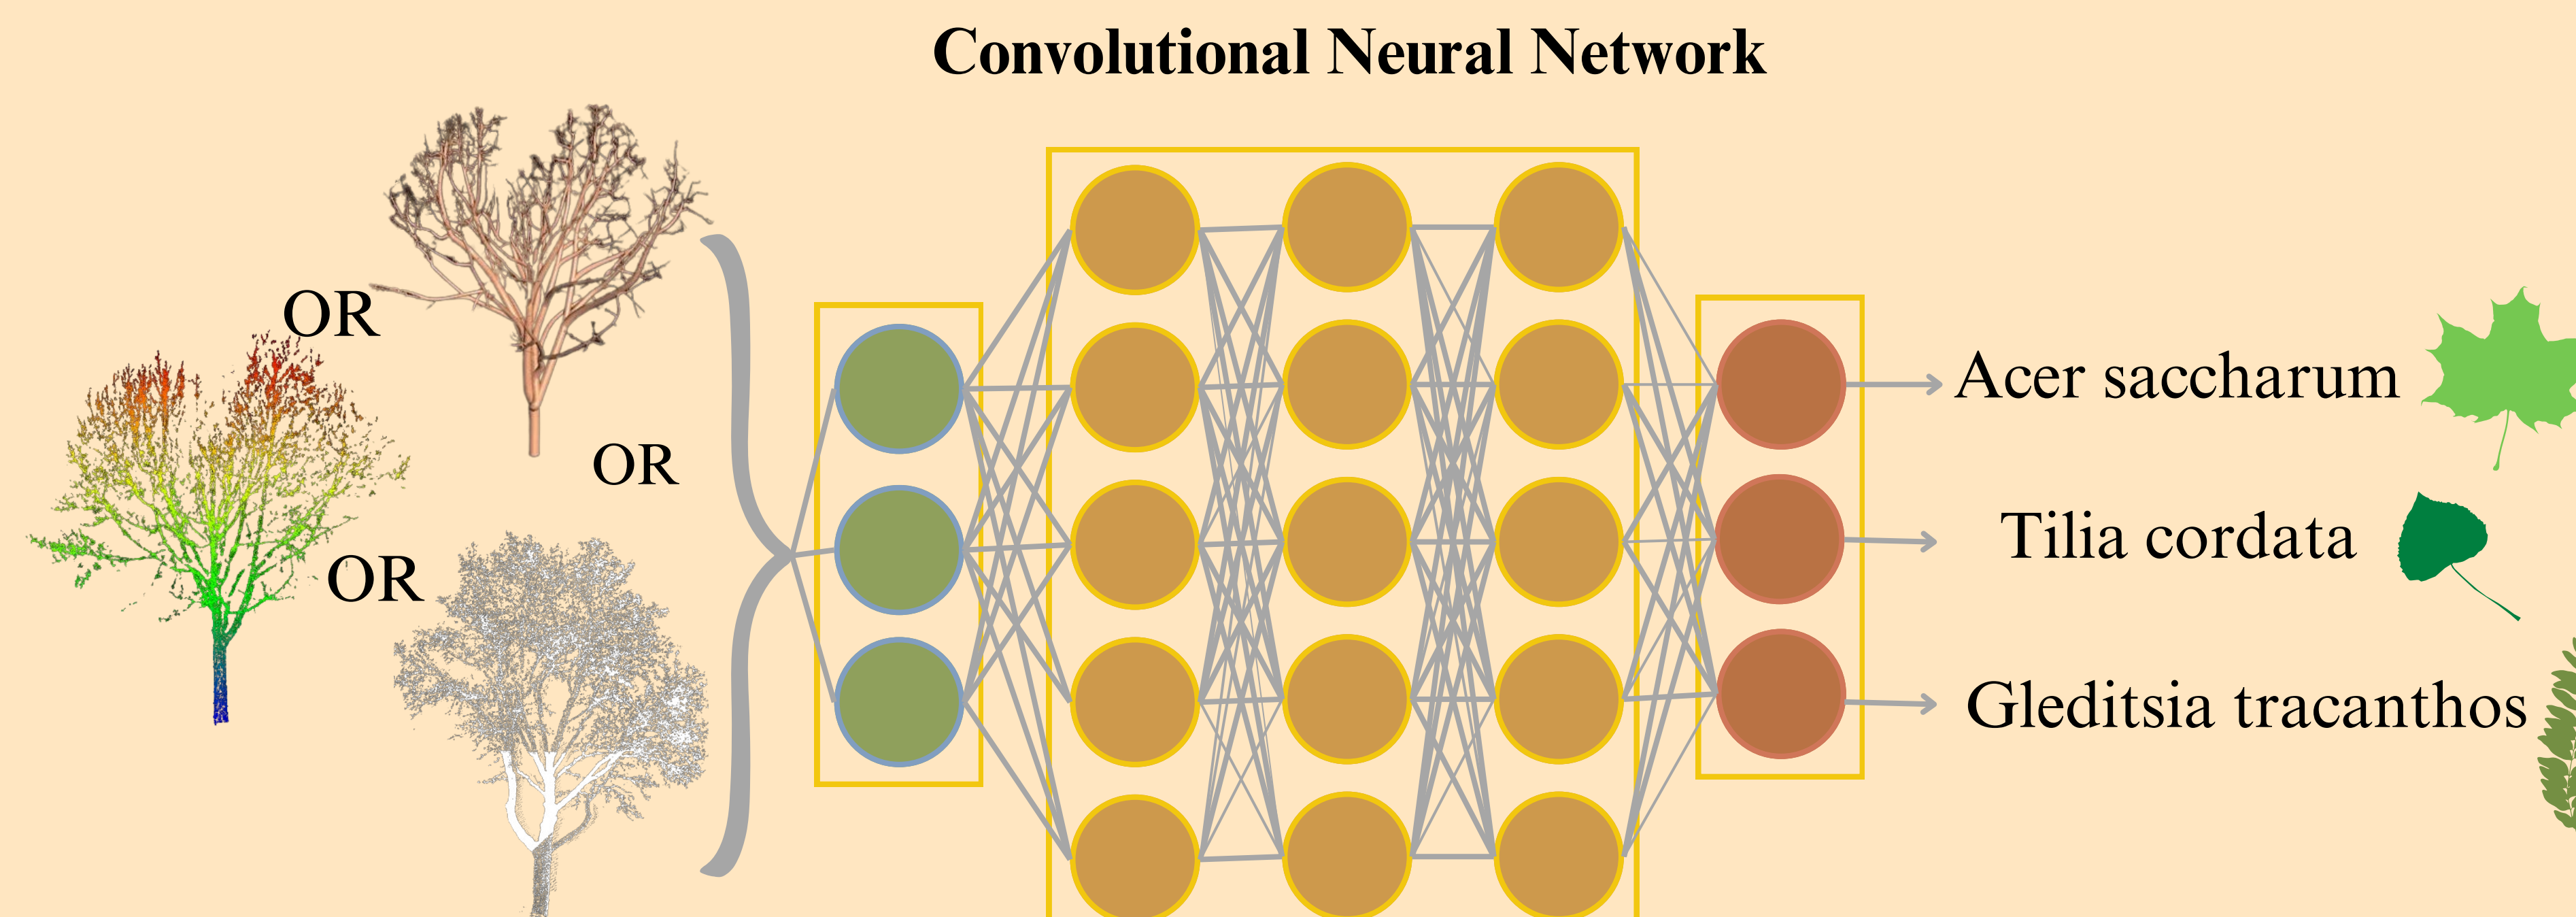 Convolutional Neural Network
OR
OR
OR
Acer saccharum
Tilia cordata
Gleditsia tracanthos